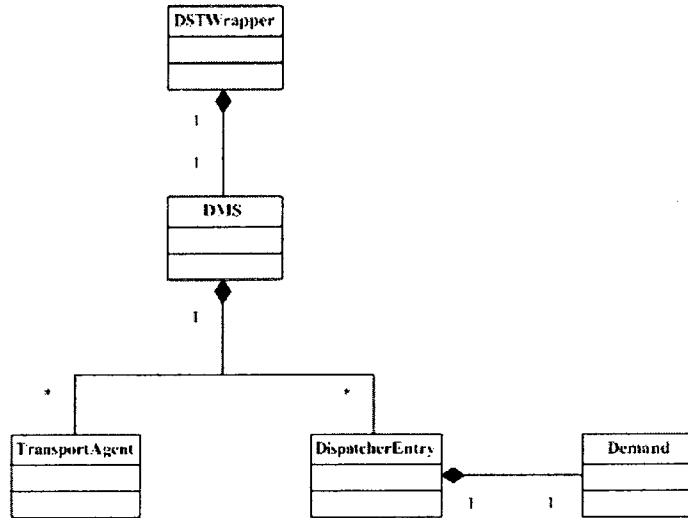 DSTWrapper
1
1
DMS
1
* *
TransportAgent DispatcherEntry Demand
1 1